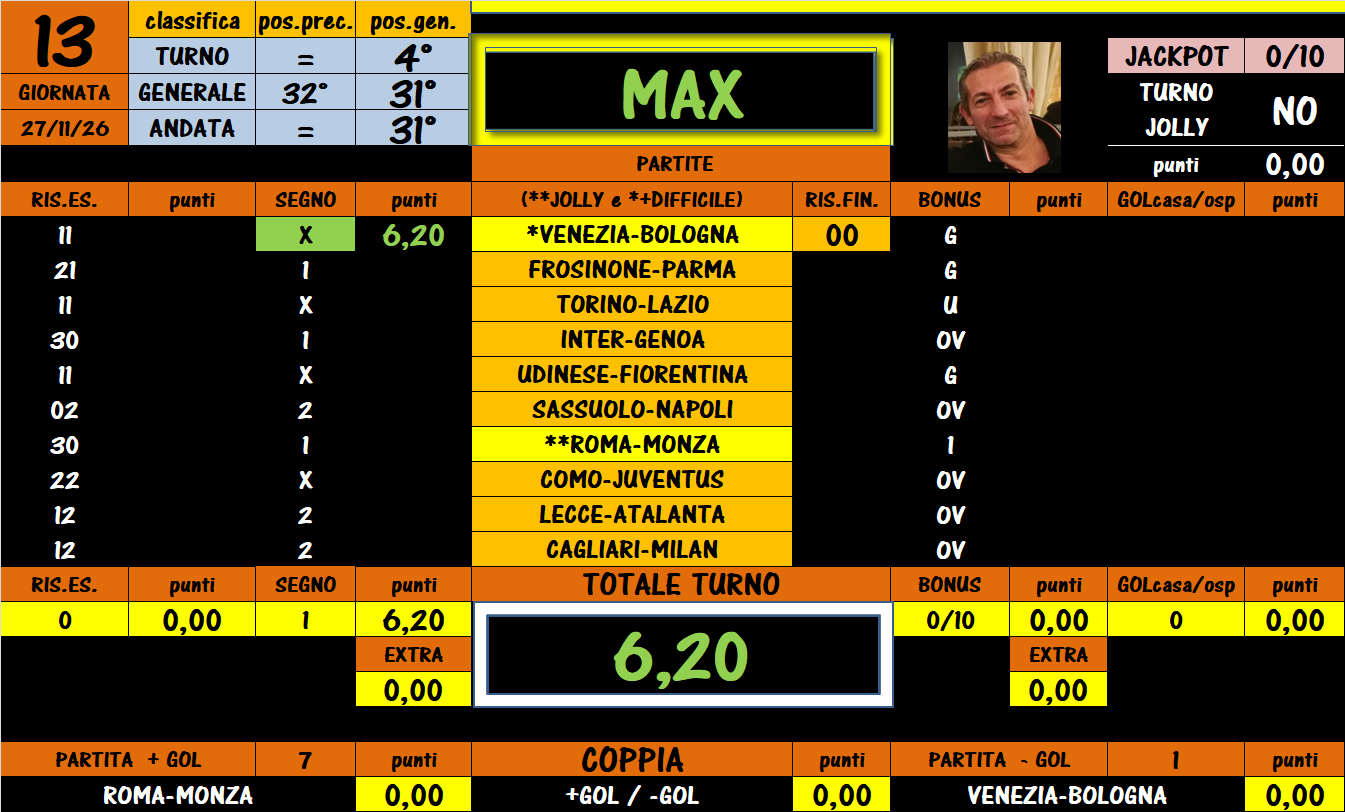 13 classifica pos.prec. pos.gen.
TURNO = 4°
GIORNATA GENERALE 32° 31°
27/11/26 ANDATA = 31°
MAX
JACKPOT 0/10
TURNO JOLLY NO
punti 0,00
PARTITE
RIS.ES. punti SEGNO punti (**JOLLY e *+DIFFICILE) RIS.FIN. BONUS punti GOLcasa/osp punti
11 X 6,20 *VENEZIA-BOLOGNA 00 G
21 1 FROSINONE-PARMA G
11 X TORINO-LAZIO U
30 1 INTER-GENOA OV
11 X UDINESE-FIORENTINA G
02 2 SASSUOLO-NAPOLI OV
30 1 **ROMA-MONZA 1
22 X COMO-JUVENTUS OV
12 2 LECCE-ATALANTA OV
12 2 CAGLIARI-MILAN OV
RIS.ES. punti SEGNO punti TOTALE TURNO BONUS punti GOLcasa/osp punti
0 0,00 1 6,20 6,20 0/10 0,00 0 0,00
EXTRA EXTRA
0,00 0,00
PARTITA + GOL 7 punti COPPIA punti PARTITA - GOL 1 punti
ROMA-MONZA 0,00 +GOL / -GOL 0,00 VENEZIA-BOLOGNA 0,00